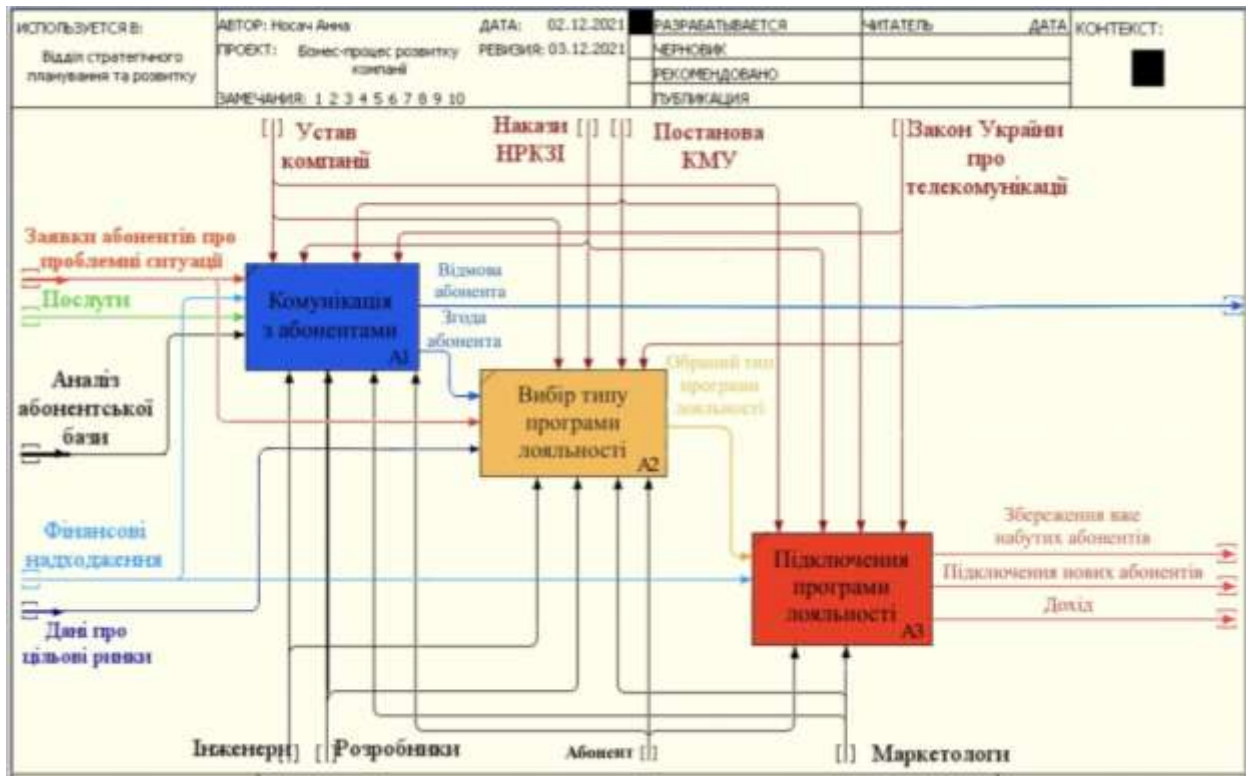 ИСПОЛЬЗУЕТСЯ В:
Відділ стратегічного
планування та розвитку
АВТОР: Носач Анна
ДАТА: 02.12.2021
ПРОЕКТ: Бізнес-процес розвитку
компанії
РЕВИЗИЯ: 03.12.2021
ЗАМЕЧАНИЯ: 1 2 3 4 5 6 7 8 9 10
РАЗРАБАТЫВАЕТСЯ
ЧЕРНОВИК
РЕКОМЕНДОВАНО
ПУБЛИКАЦИЯ
ЧИТАТЕЛЬ ДАТА
КОНТЕКСТ:
Устав
компанії
Накази
НРКЗІ
Постанова
КМУ
Закон України
про
телекомунікації
Заявки абонентів про
проблемні ситуації
Послуги
Аналіз
абонентської
бази
Фінансові
надходження
Дані про
цільові ринки
Комунікація
з абонентами
A1
Відмова
абонента
Згода
абонента
Вибір типу
програми
лояльності
A2
Обраний тип
програми
лояльності
Підключення
програми
лояльності
A3
Збереження вже
набутих абонентів
Підключення нових абонентів
Дохід
Інженери
Розробники
Абонент
Маркетологи